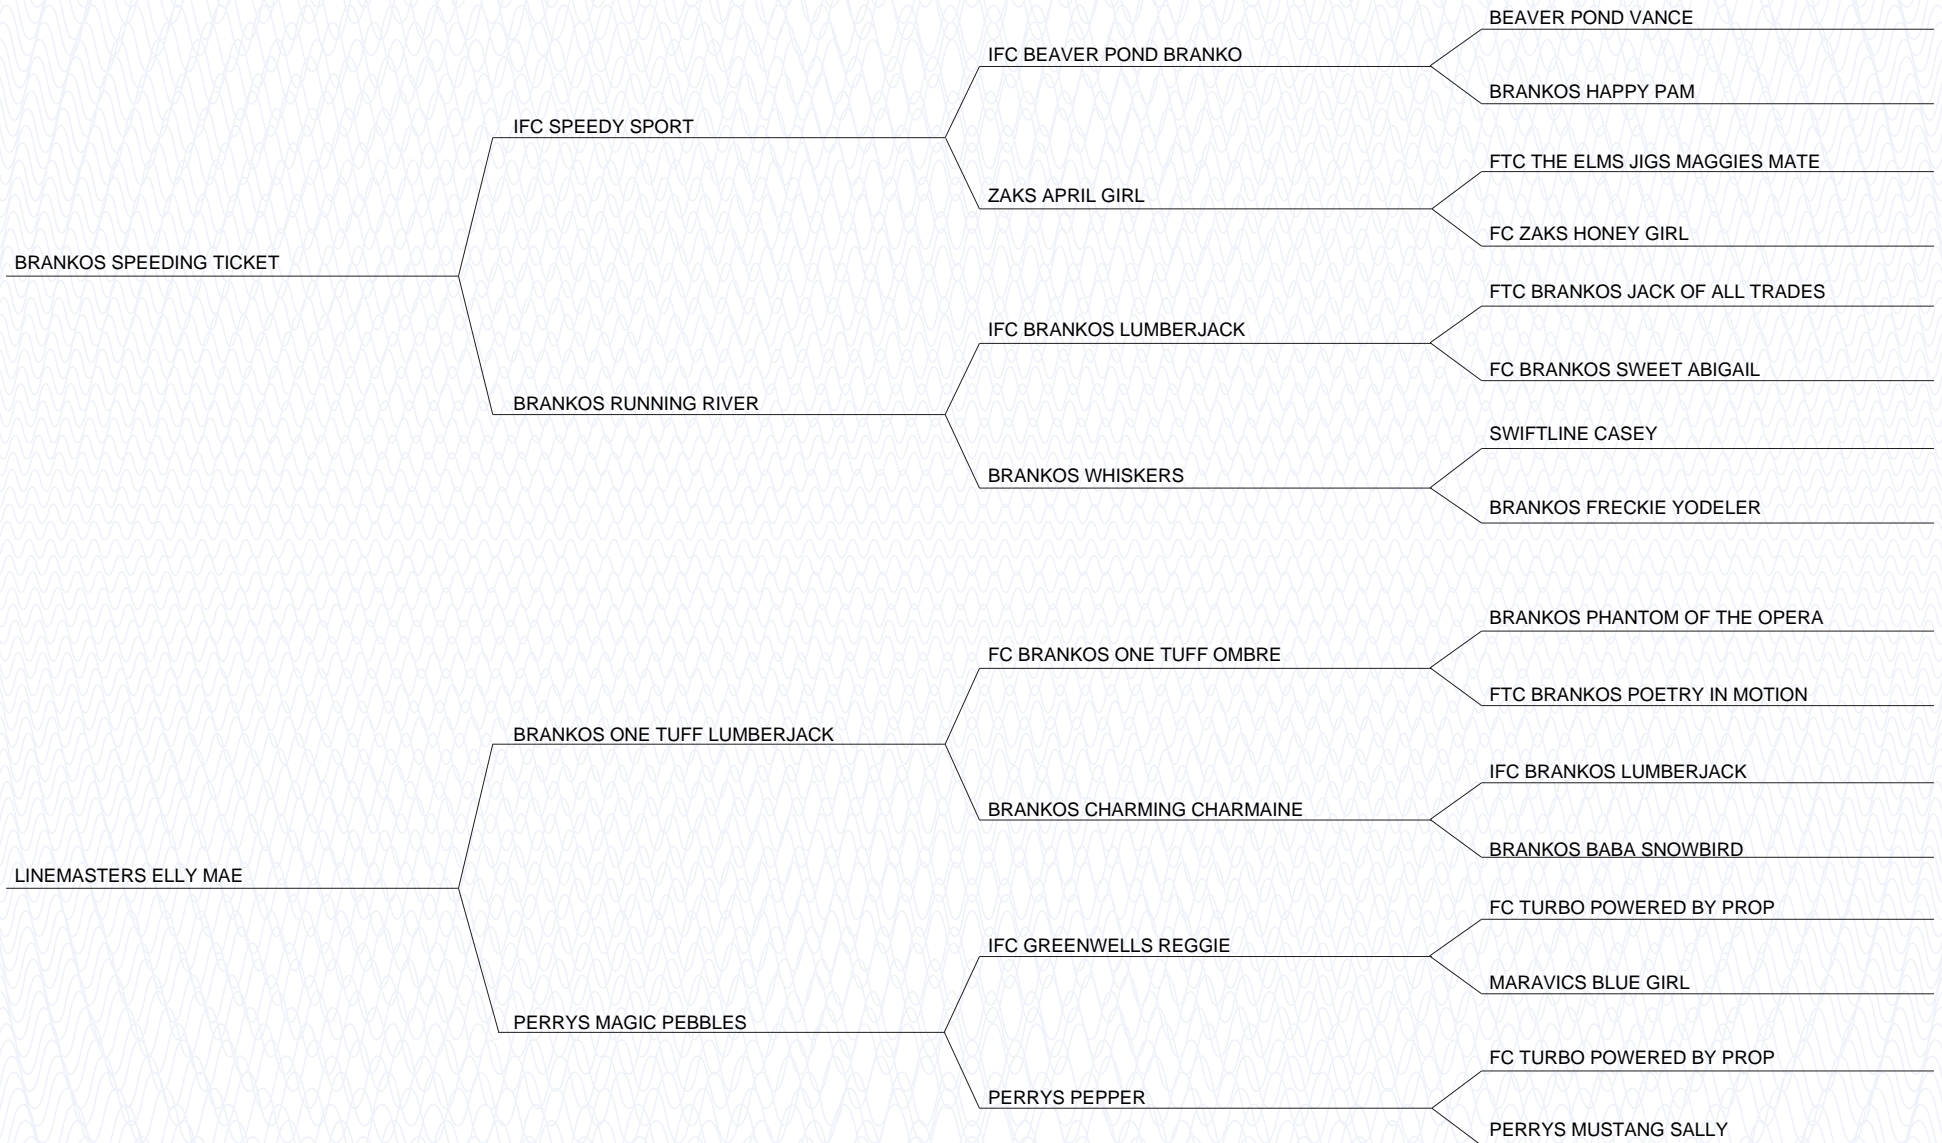 BEAVER POND VANCE
IFC BEAVER POND BRANKO
BRANKOS HAPPY PAM
IFC SPEEDY SPORT
FTC THE ELMS JIGS MAGGIES MATE
ZAKS APRIL GIRL
FC ZAKS HONEY GIRL
BRANKOS SPEEDING TICKET
FTC BRANKOS JACK OF ALL TRADES
IFC BRANKOS LUMBERJACK
FC BRANKOS SWEET ABIGAIL
BRANKOS RUNNING RIVER
SWIFTLINE CASEY
BRANKOS WHISKERS
BRANKOS FRECKIE YODELER
BRANKOS PHANTOM OF THE OPERA
FC BRANKOS ONE TUFF OMBRE
FTC BRANKOS POETRY IN MOTION
BRANKOS ONE TUFF LUMBERJACK
IFC BRANKOS LUMBERJACK
BRANKOS CHARMING CHARMAINE
BRANKOS BABA SNOWBIRD
LINEMASTERS ELLY MAE
FC TURBO POWERED BY PROP
IFC GREENWELLS REGGIE
MARAVICS BLUE GIRL
PERRYS MAGIC PEBBLES
FC TURBO POWERED BY PROP
PERRYS PEPPER
PERRYS MUSTANG SALLY